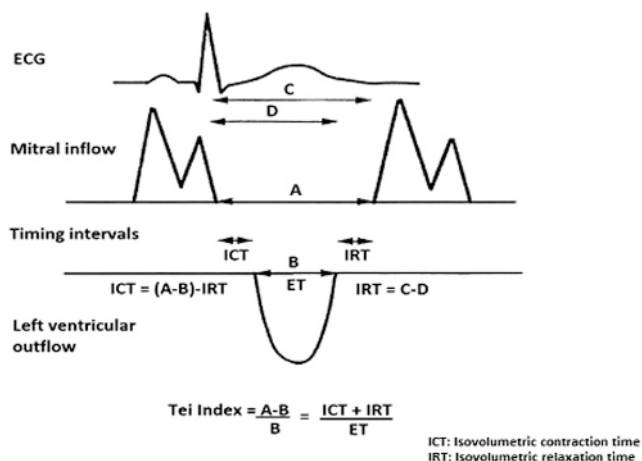 ECG
C
D
Mitral inflow
A
Timing intervals
ICT
B
IRT
ICT = (A-B)-IRT
ET
IRT = C-D
Left ventricular
outflow
Tei Index = A-B = ICT + IRT
B ET
ICT: Isovolumetric contraction time
IRT: Isovolumetric relaxation time